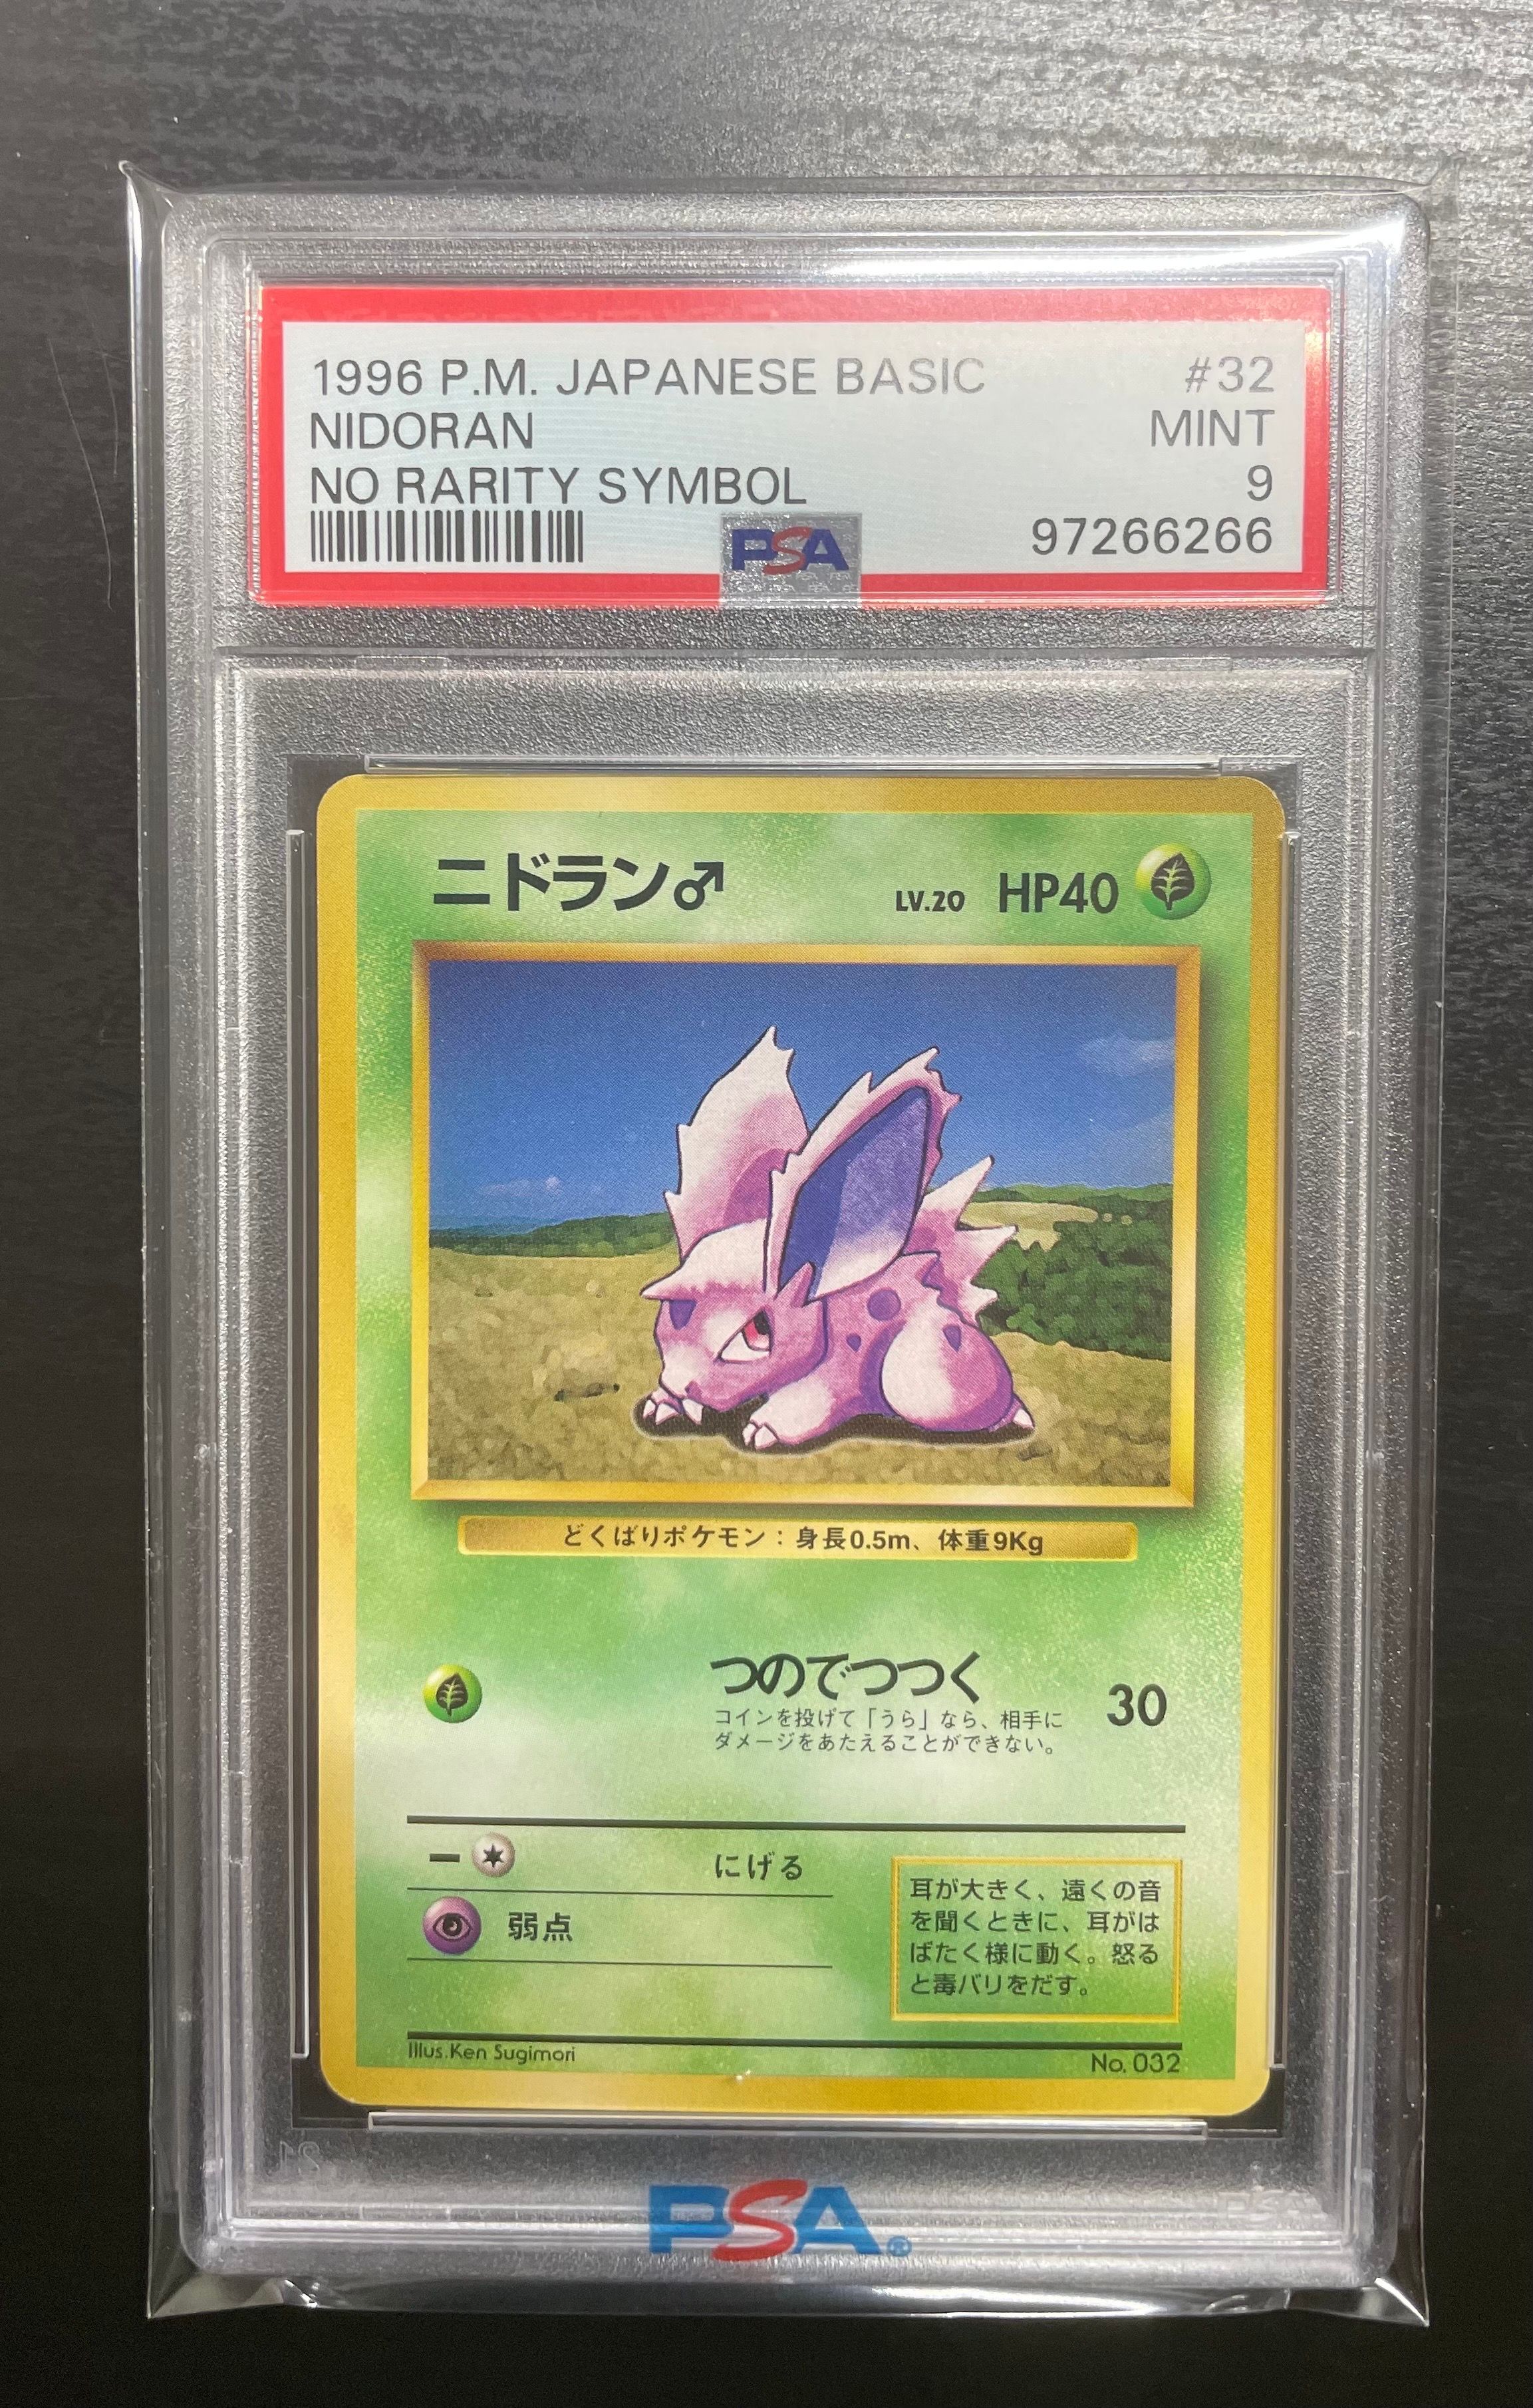 1996 P.M. JAPANESE BASIC #32
NIDORAN MINT
NO RARITY SYMBOL 9
PSA 97266266
ニドラン♂ LV.20 HP40
どくばりポケモン：身長0.5m、体重9Kg
つのでつつく 30
コインを投げて「うら」なら、相手に
ダメージをあたえることができない。
ー にげる
弱点
耳が大きく、遠くの音
を聞くときに、耳がは
ばたく様に動く。怒る
と毒バリをだす。
Illus.Ken Sugimori No. 032
PSA®